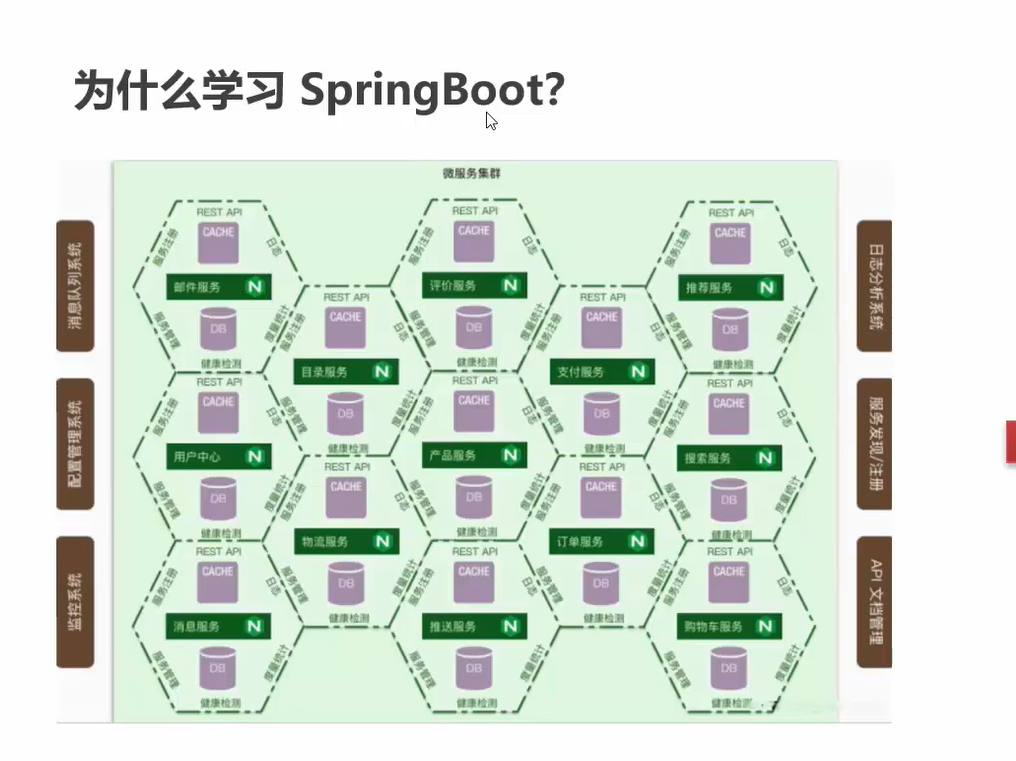 为什么学习 SpringBoot?
微服务集群
消息队列系统
配置管理系统
监控系统
REST API
服务注册
CACHE
日志
邮件服务
服务管理
DB
度量统计
健康检测
REST API
服务注册
CACHE
日志
评价服务
服务管理
DB
度量统计
健康检测
REST API
服务注册
CACHE
日志
推荐服务
服务管理
DB
度量统计
健康检测
REST API
服务注册
CACHE
日志
目录服务
服务管理
DB
度量统计
健康检测
REST API
服务注册
CACHE
日志
支付服务
服务管理
DB
度量统计
健康检测
REST API
服务注册
CACHE
日志
用户中心
服务管理
DB
度量统计
健康检测
REST API
服务注册
CACHE
日志
产品服务
服务管理
DB
度量统计
健康检测
REST API
服务注册
CACHE
日志
搜索服务
服务管理
DB
度量统计
健康检测
REST API
服务注册
CACHE
日志
物流服务
服务管理
DB
度量统计
健康检测
REST API
服务注册
CACHE
日志
订单服务
服务管理
DB
度量统计
健康检测
REST API
服务注册
CACHE
日志
消息服务
服务管理
DB
度量统计
健康检测
REST API
服务注册
CACHE
日志
推送服务
服务管理
DB
度量统计
健康检测
REST API
服务注册
CACHE
日志
购物车服务
服务管理
DB
度量统计
健康检测
日志分析系统
服务发现/注册
API 文档管理